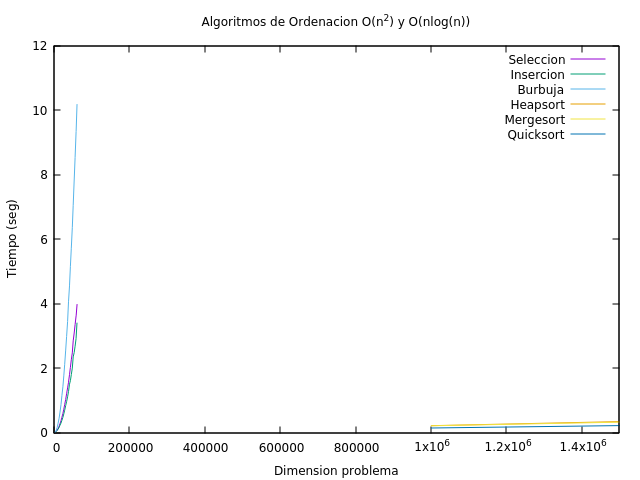 Algoritmos de Ordenacion O(n²) y O(nlog(n))
12
10
8
6
4
2
0
Tiempo (seg)
Seleccion
Insercion
Burbuja
Heapsort
Mergesort
Quicksort
0 200000 400000 600000 800000 1x10⁶ 1.2x10⁶ 1.4x10⁶
Dimension problema